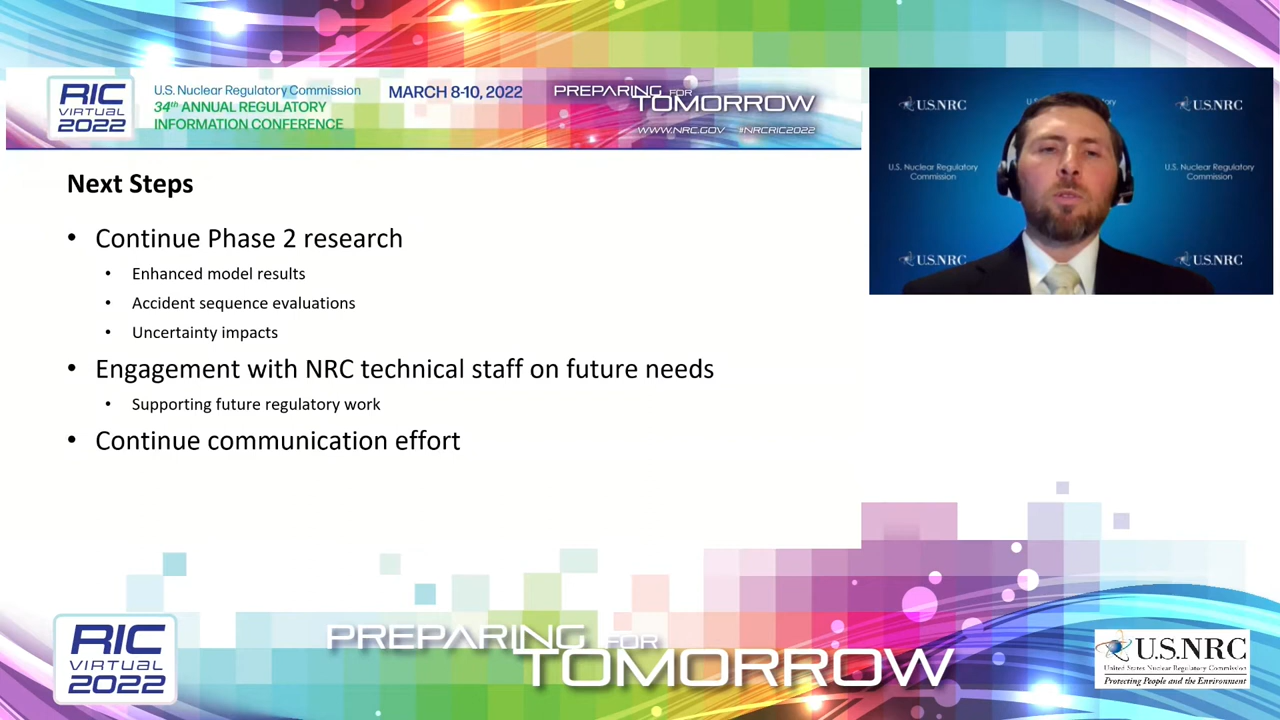 RIC
VIRTUAL
2022
U.S. Nuclear Regulatory Commission
34th ANNUAL REGULATORY
INFORMATION CONFERENCE
MARCH 8-10, 2022
PREPARING FOR
TOMORROW
WWW.NRC.GOV #NRCRIC2022
Next Steps
• Continue Phase 2 research
• Enhanced model results
• Accident sequence evaluations
• Uncertainty impacts
• Engagement with NRC technical staff on future needs
• Supporting future regulatory work
• Continue communication effort
U.S.NRC
U.S.NRC
U.S. Nuclear Regulatory
Commission
U.S. Nuclear Regulatory
Commission
U.S.NRC
U.S.NRC
RIC
VIRTUAL
2022
PREPARING FOR
TOMORROW
U.S.NRC
United States Nuclear Regulatory Commission
Protecting People and the Environment